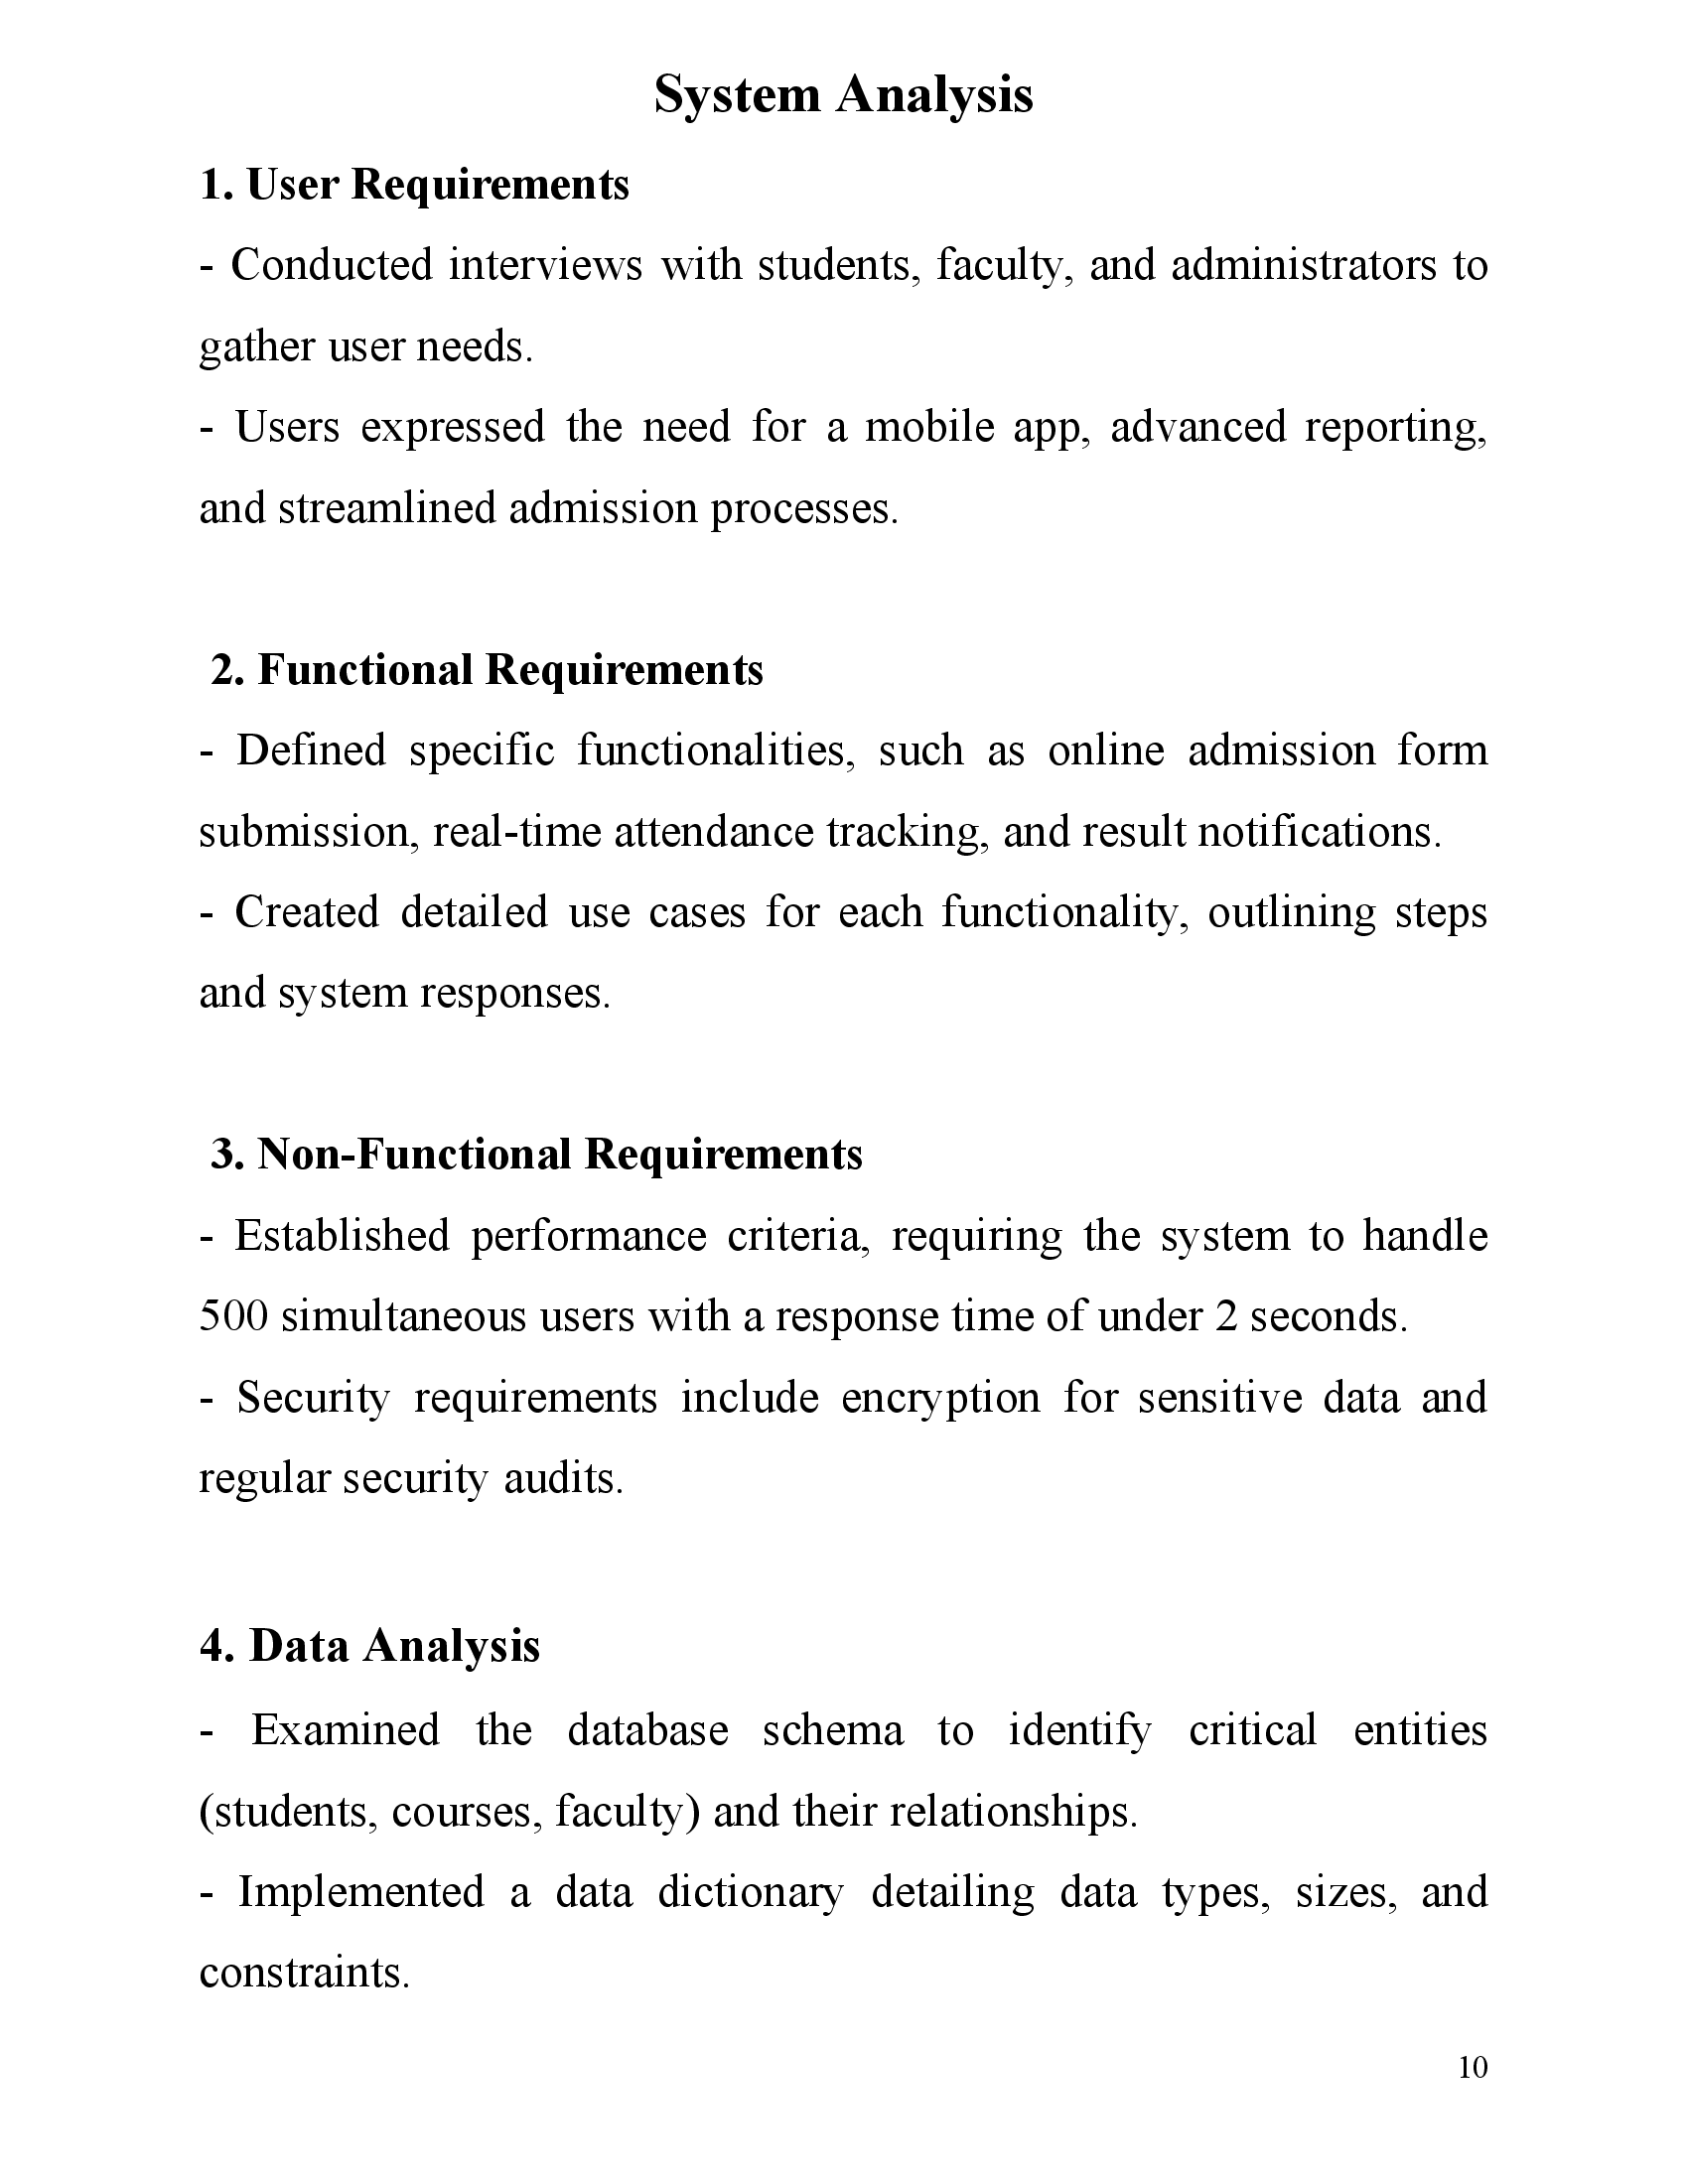 System Analysis
1. User Requirements
- Conducted interviews with students, faculty, and administrators to
gather user needs.
- Users expressed the need for a mobile app, advanced reporting,
and streamlined admission processes.
2. Functional Requirements
- Defined specific functionalities, such as online admission form
submission, real-time attendance tracking, and result notifications.
- Created detailed use cases for each functionality, outlining steps
and system responses.
3. Non-Functional Requirements
- Established performance criteria, requiring the system to handle
500 simultaneous users with a response time of under 2 seconds.
- Security requirements include encryption for sensitive data and
regular security audits.
4. Data Analysis
- Examined the database schema to identify critical entities
(students, courses, faculty) and their relationships.
- Implemented a data dictionary detailing data types, sizes, and
constraints.
10